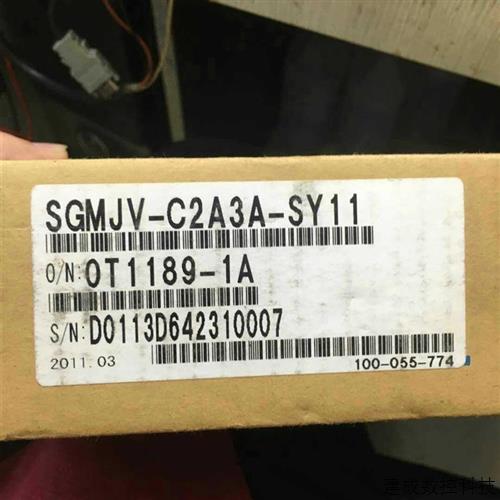 SGMJV-C2A3A-SY11
O/N:OT1189-1A
S/N:D0113D642310007
2011.03
100-055-774